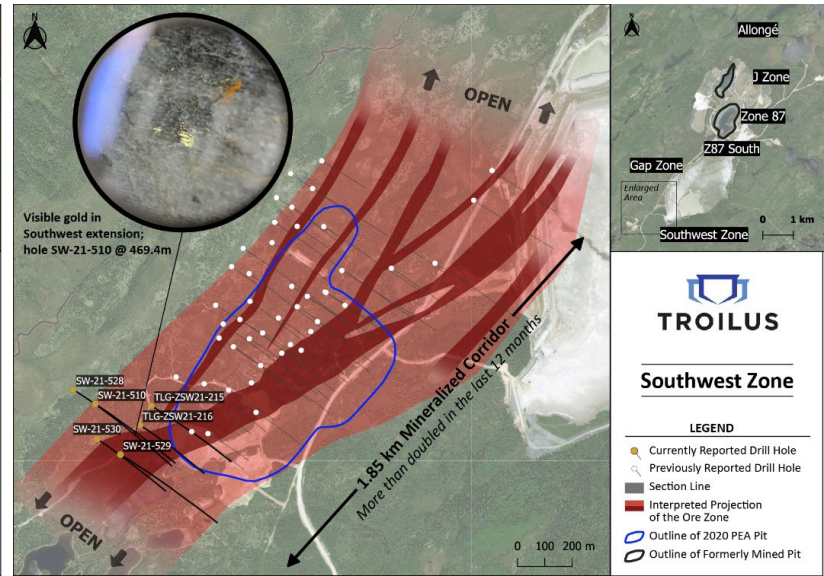 N
OPEN
Visible gold in
Southwest extension;
hole SW-21-510 @ 469.4m
SW-21-528
SW-21-510
TLG-ZSW21-215
TLG-ZSW21-216
SW-21-530
SW-21-529
1.85 km Mineralized Corridor
More than doubled in the last 12 months
OPEN
0 100 200 m
N
Allongé
J Zone
Zone 87
Z87 South
Gap Zone
Enlarged
Area
0 1 km
Southwest Zone
TROILUS
Southwest Zone
LEGEND
Currently Reported Drill Hole
Previously Reported Drill Hole
Section Line
Interpreted Projection
of the Ore Zone
Outline of 2020 PEA Pit
Outline of Formerly Mined Pit